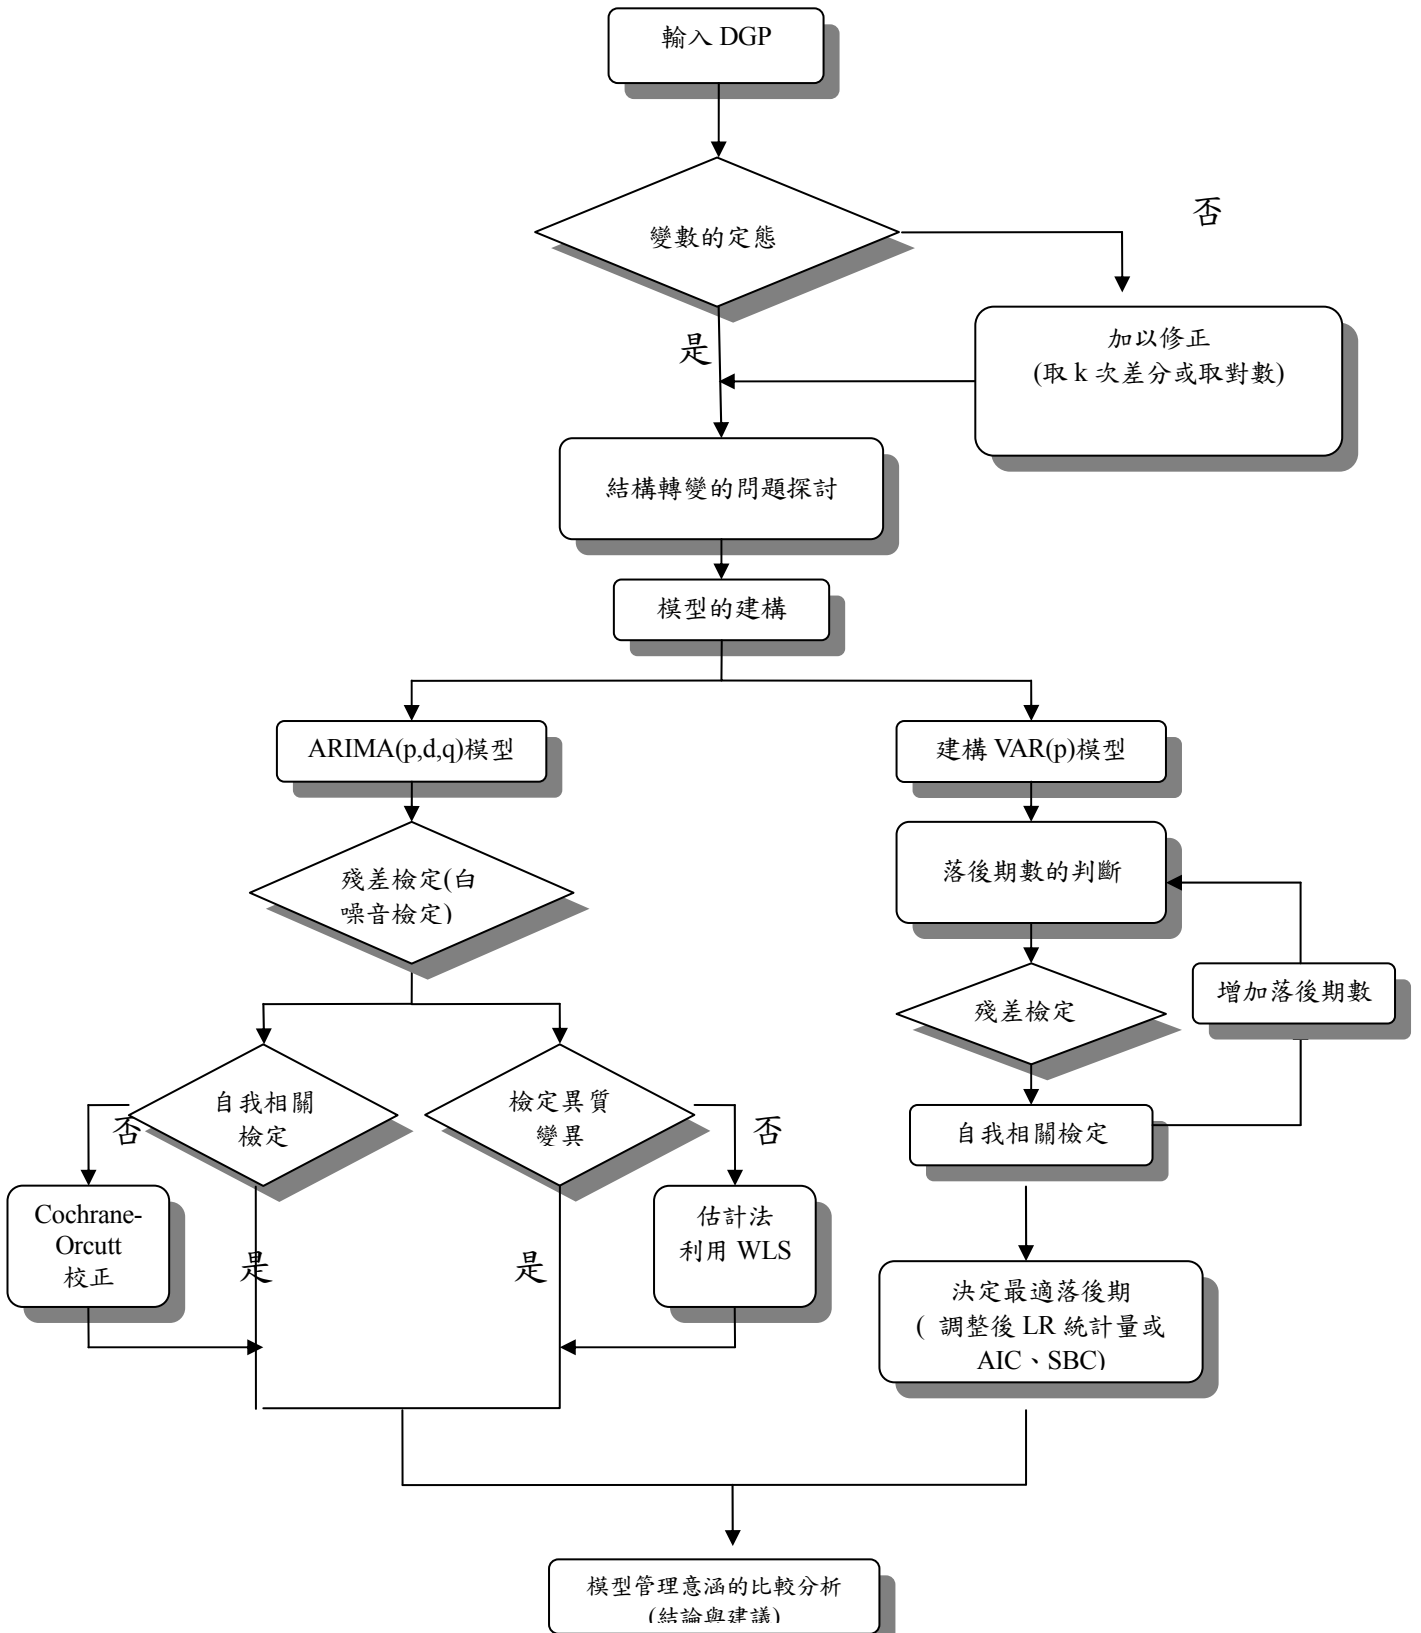 輸入 DGP
變數的定態
否
是
加以修正
(取 k 次差分或取對數)
結構轉變的問題探討
模型的建構
ARIMA(p,d,q)模型
建構 VAR(p)模型
殘差檢定(白
噪音檢定)
落後期數的判斷
殘差檢定
增加落後期數
自我相關
檢定
檢定異質
變異
否
否
自我相關檢定
Cochrane-
Orcutt
校正
是
是
估計法
利用 WLS
決定最適落後期
( 調整後 LR 統計量或
AIC、SBC)
模型管理意涵的比較分析
(結論與建議)